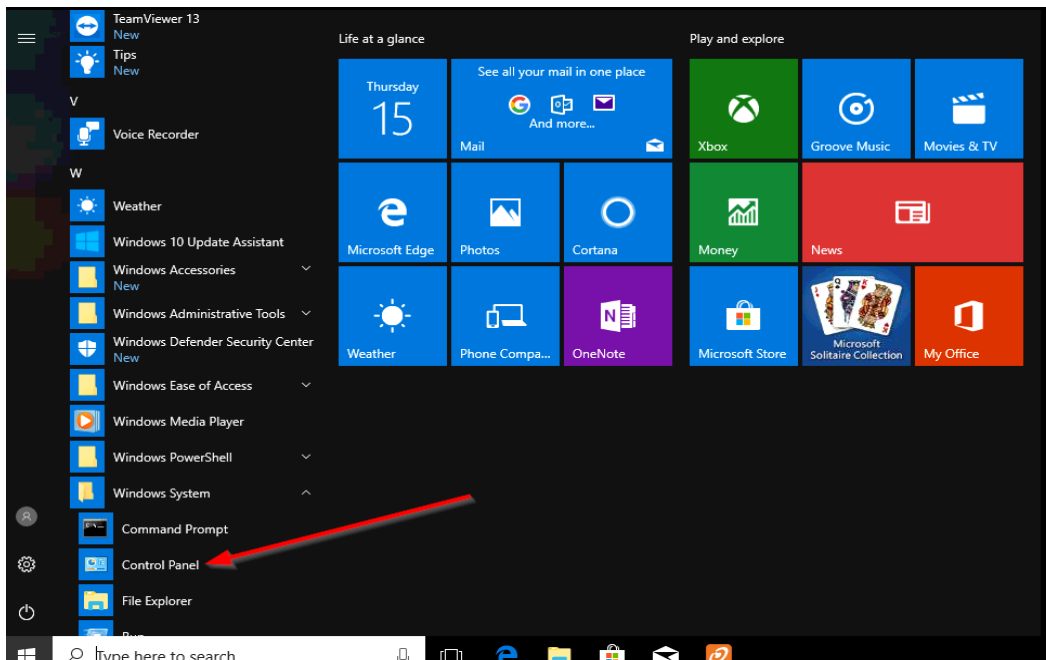 TeamViewer 13
New
Tips
New
V
Voice Recorder
W
Weather
Windows 10 Update Assistant
Windows Accessories
New
Windows Administrative Tools
Windows Defender Security Center
New
Windows Ease of Access
Windows Media Player
Windows PowerShell
Windows System
Command Prompt
Control Panel
File Explorer
Run
Type here to search
Life at a glance
Thursday
15
See all your mail in one place
And more...
Mail
Microsoft Edge
Photos
Cortana
Weather
Phone Compa...
OneNote
Play and explore
Xbox
Groove Music
Movies & TV
Money
News
Microsoft Store
Microsoft
Solitaire Collection
My Office